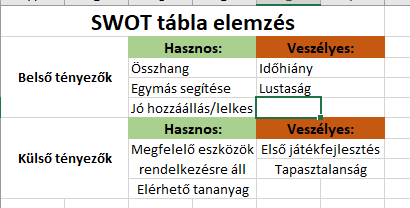 SWOT tábla elemzés
Hasznos: Veszélyes:
Belső tényezők
Összhang Időhiány
Egymás segítése Lustaság
Jó hozzáállás/lelkes
Hasznos: Veszélyes:
Külső tényezők
Megfelelő eszközök Első játékfejlesztés
rendelkezésre áll Tapasztalanság
Elérhető tananyag